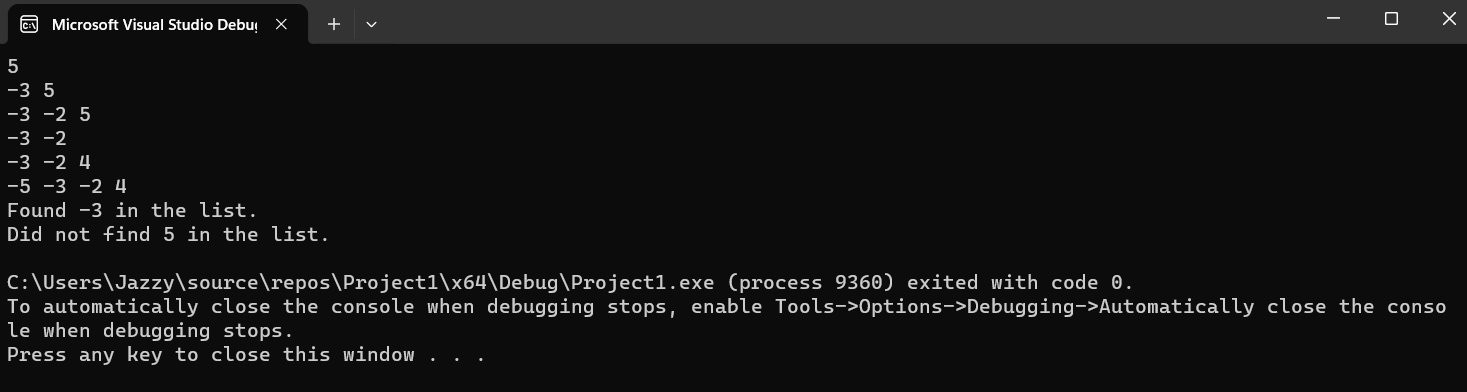 Microsoft Visual Studio Debu
5
-3 5
-3 -2 5
-3 -2
-3 -2 4
-5 -3 -2 4
Found -3 in the list.
Did not find 5 in the list.
C:\Users\Jazzy\source\repos\Project1\x64\Debug\Project1.exe (process 9360) exited with code 0.
To automatically close the console when debugging stops, enable Tools->Options->Debugging->Automatically close the conso
le when debugging stops.
Press any key to close this window . . .